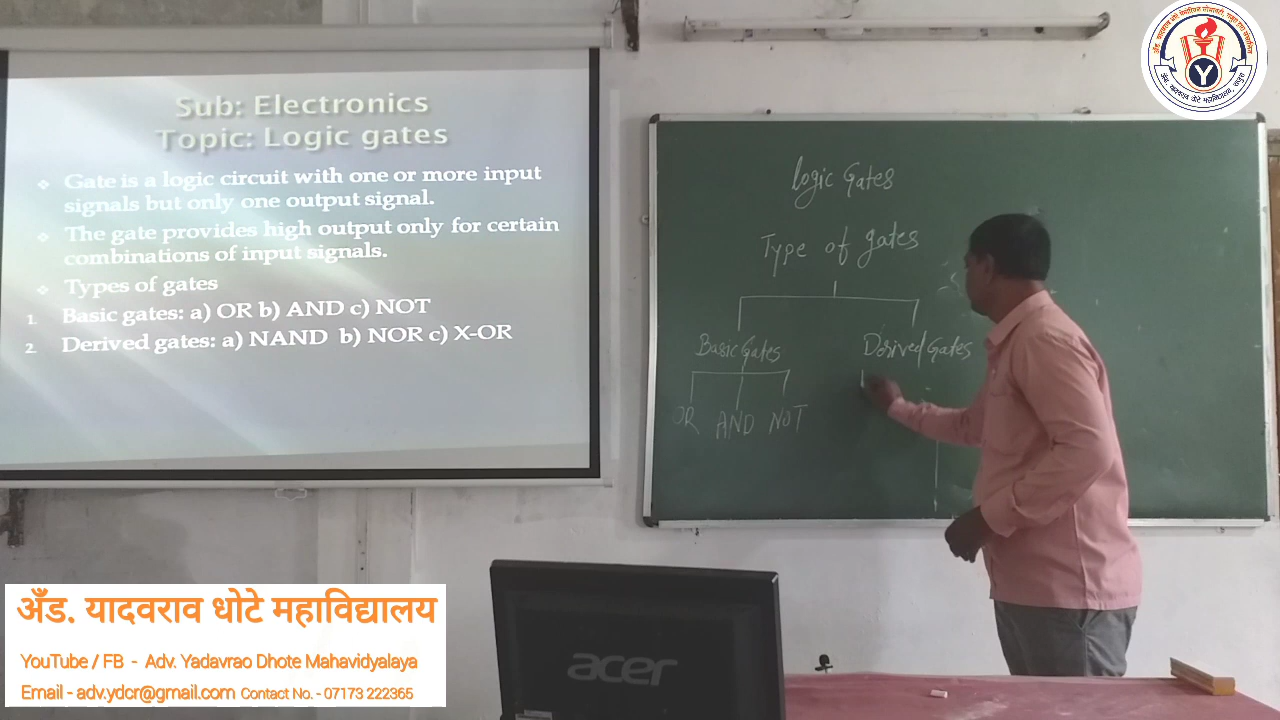 Sub: Electronics
Topic: Logic gates
Gate is a logic circuit with one or more input
signals but only one output signal.
The gate provides high output only for certain
combinations of input signals.
Types of gates
1. Basic gates: a) OR b) AND c) NOT
2. Derived gates: a) NAND b) NOR c) X-OR
Logic Gates
Type of gates
Basic Gates
Derived Gates
OR AND NOT
Y
acer
अँड. यादवराव धोटे महाविद्यालय
YouTube / FB - Adv. Yadavrao Dhote Mahavidyalaya
Email - adv.ydcr@gmail.com Contact No. - 07173 222365